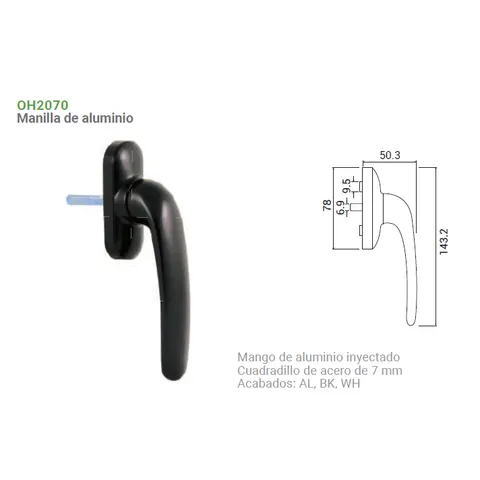 OH2070
Manilla de aluminio
50.3
9.5
78
6.9
143.2
Mango de aluminio inyectado
Cuadradillo de acero de 7 mm
Acabados: AL, BK, WH